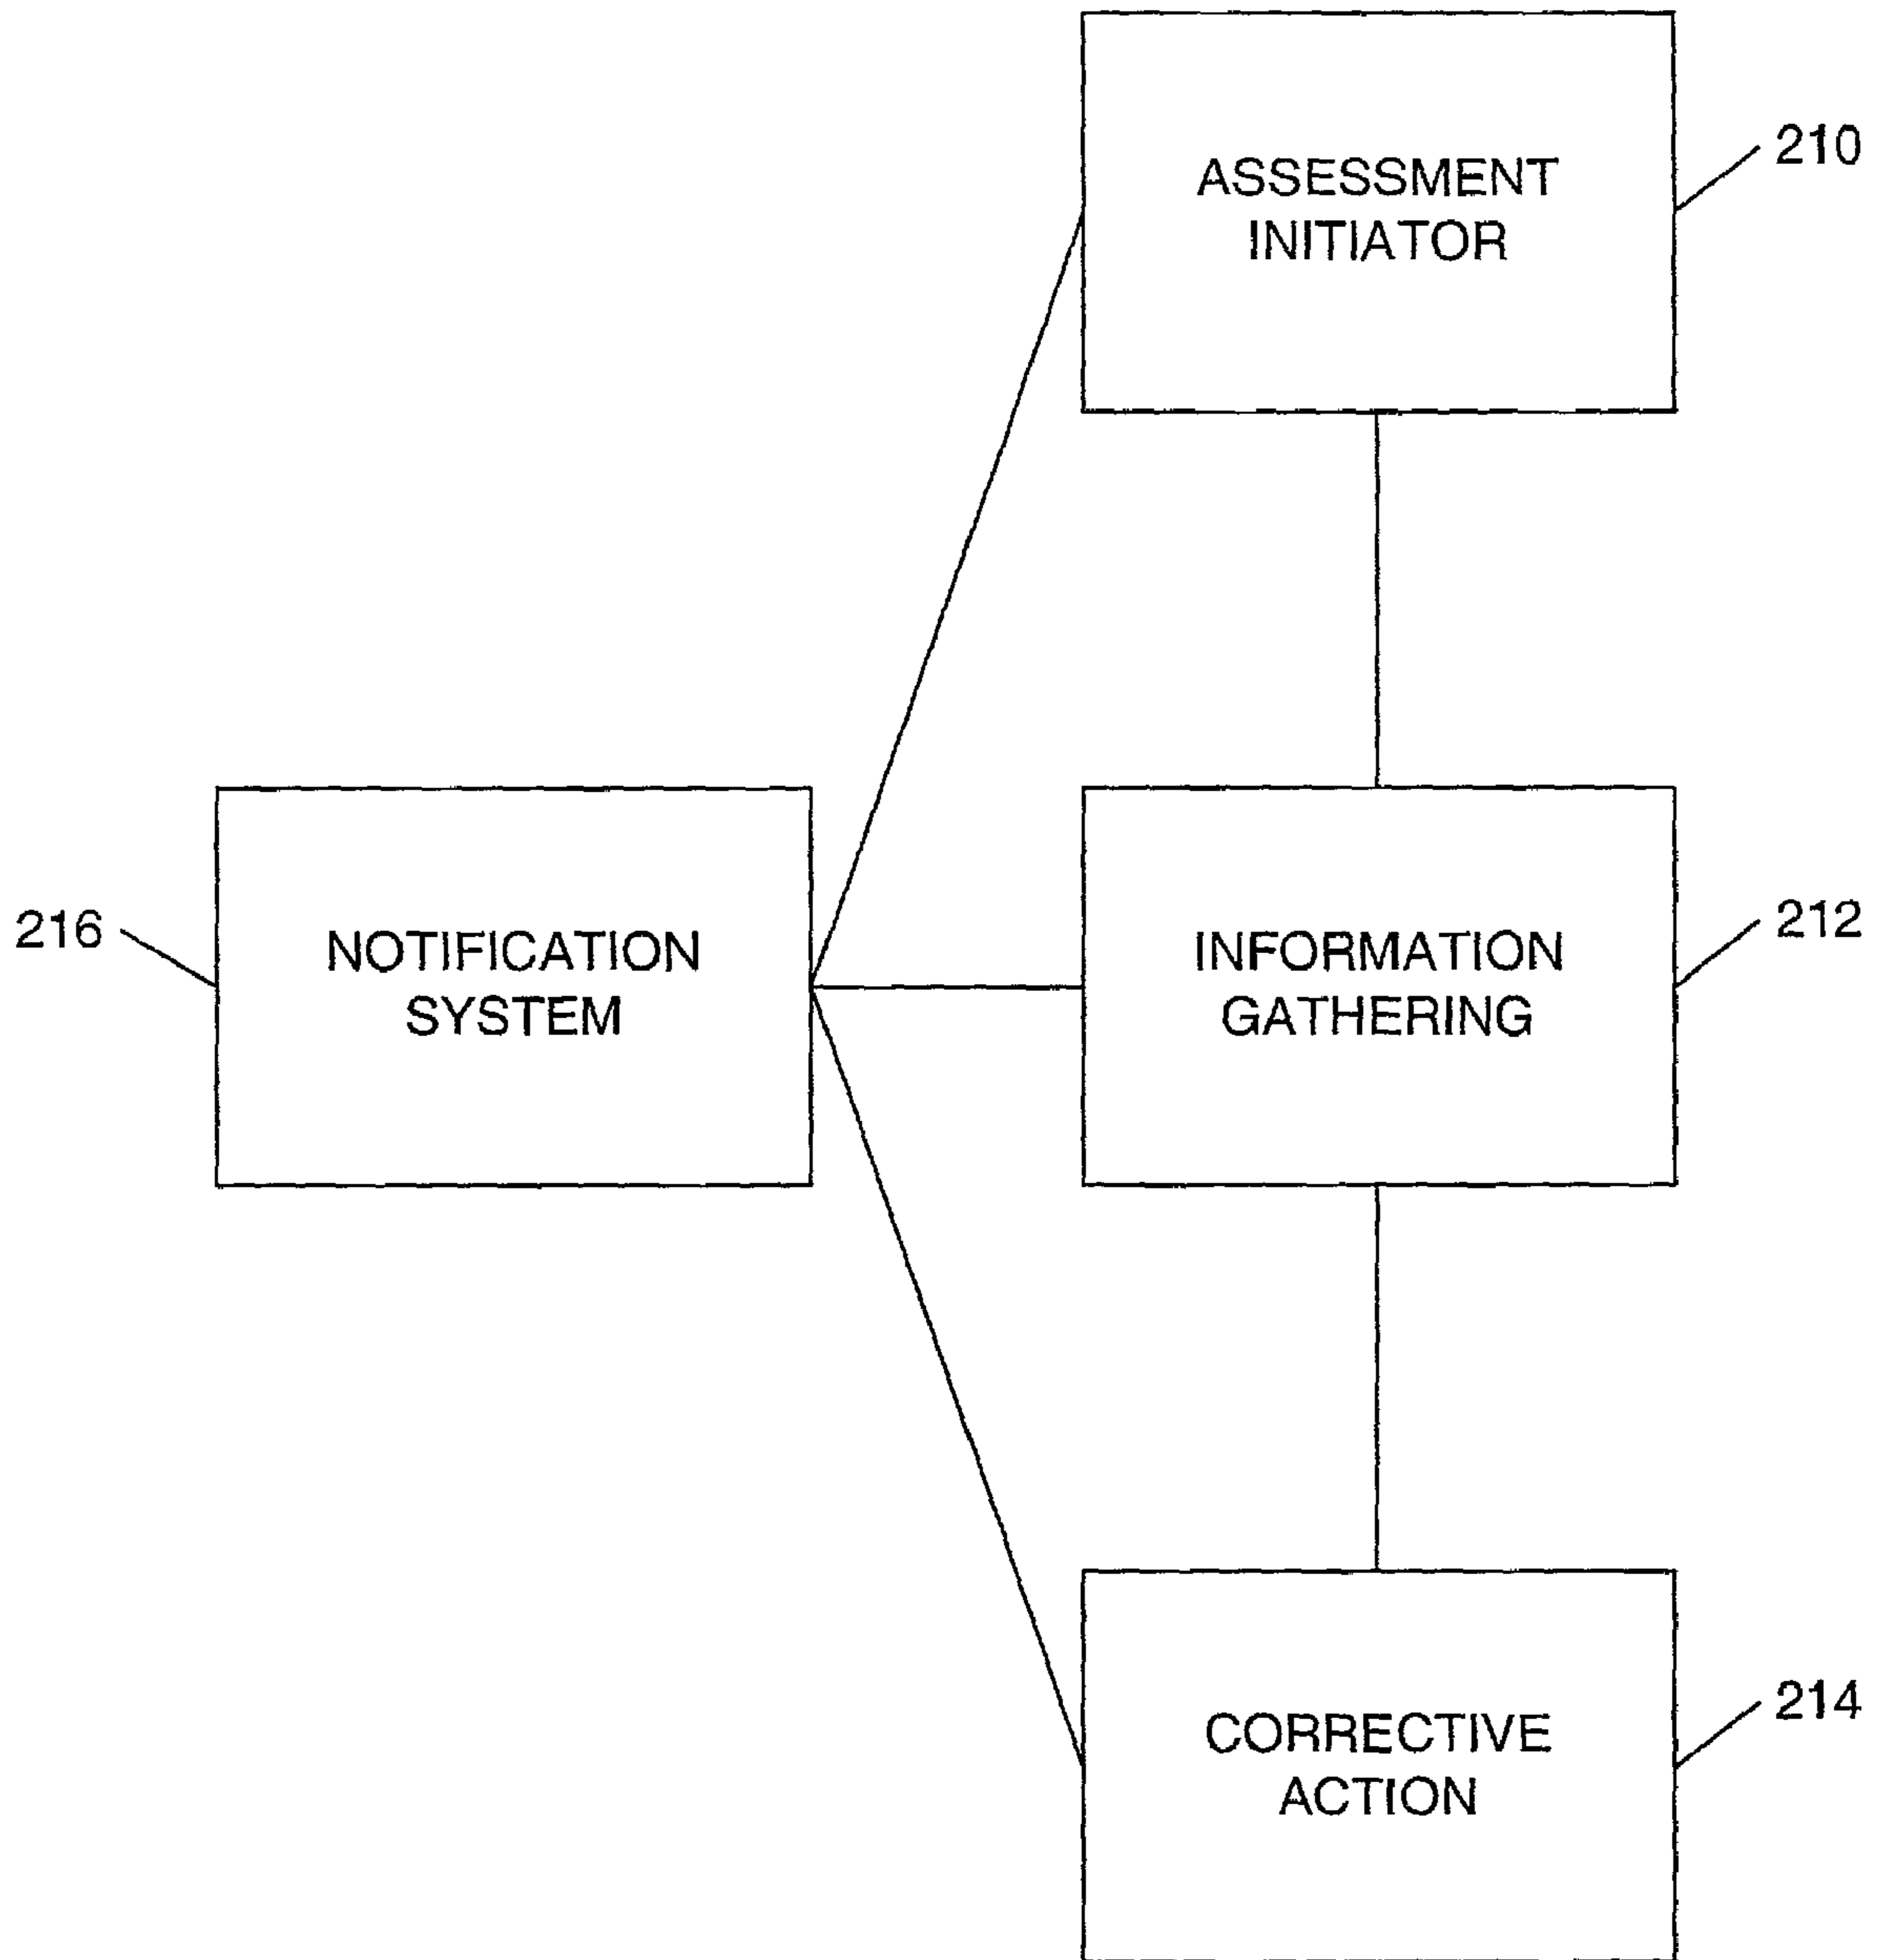 ASSESSMENT
INITIATOR
210
216
NOTIFICATION
SYSTEM
INFORMATION
GATHERING
212
CORRECTIVE
ACTION
214